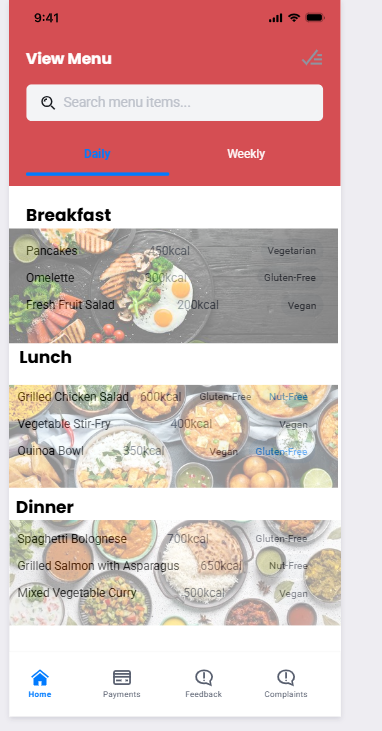 9:41
View Menu
Search menu items...
Daily Weekly
Breakfast
Pancakes 450kcal Vegetarian
Omelette 300kcal Gluten-Free
Fresh Fruit Salad 200kcal Vegan
Lunch
Grilled Chicken Salad 600kcal Gluten-Free Nut-Free
Vegetable Stir-Fry 400kcal Vegan
Quinoa Bowl 350kcal Vegan Gluten-Free
Dinner
Spaghetti Bolognese 700kcal Gluten-Free
Grilled Salmon with Asparagus 650kcal Nut-Free
Mixed Vegetable Curry 500kcal Vegan
Home Payments Feedback Complaints